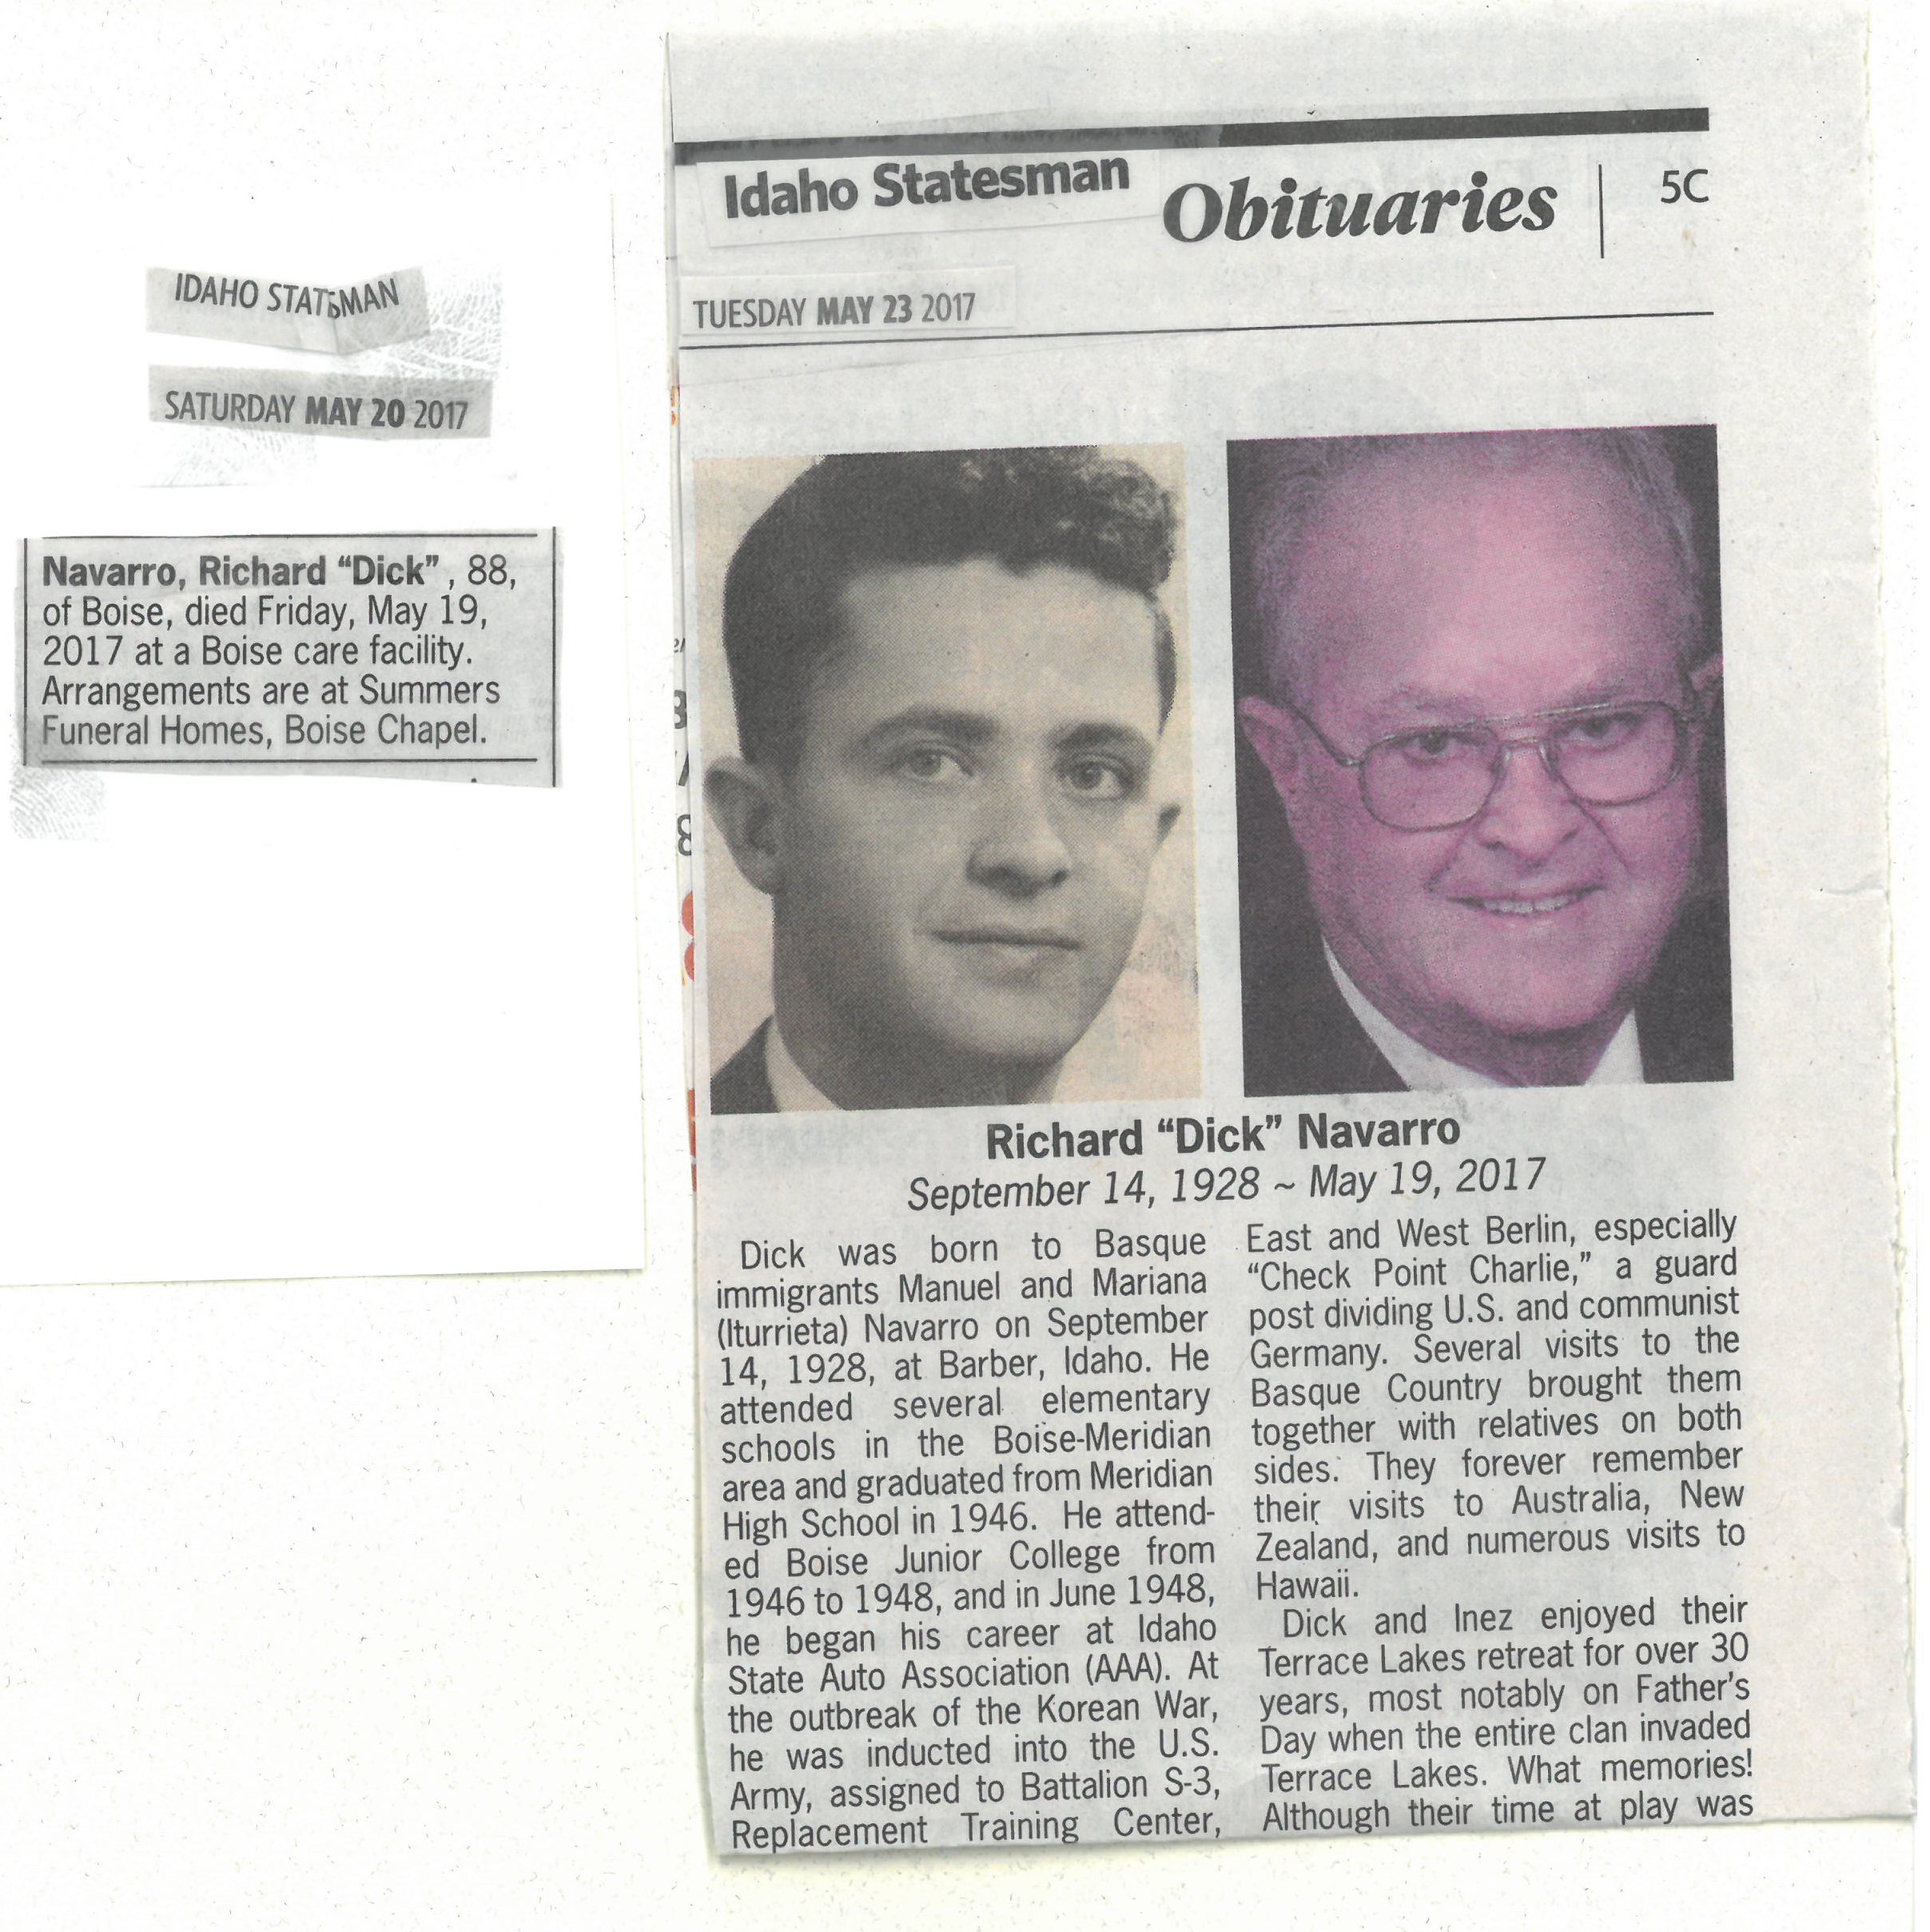 IDAHO STATSMAN
SATURDAY MAY 20 2017
Navarro, Richard “Dick” , 88,
of Boise, died Friday, May 19,
2017 at a Boise care facility.
Arrangements are at Summers
Funeral Homes, Boise Chapel.
Idaho Statesman
Obituaries
5C
TUESDAY MAY 23 2017
Richard “Dick” Navarro
September 14, 1928 ~ May 19, 2017
Dick was born to Basque
immigrants Manuel and Mariana
(Iturrieta) Navarro on September
14, 1928, at Barber, Idaho. He
attended several elementary
schools in the Boise-Meridian
area and graduated from Meridian
High School in 1946. He attend-
ed Boise Junior College from
1946 to 1948, and in June 1948,
he began his career at Idaho
State Auto Association (AAA). At
the outbreak of the Korean War,
he was inducted into the U.S.
Army, assigned to Battalion S-3,
Replacement Training Center,
East and West Berlin, especially
“Check Point Charlie,” a guard
post dividing U.S. and communist
Germany. Several visits to the
Basque Country brought them
together with relatives on both
sides. They forever remember
their visits to Australia, New
Zealand, and numerous visits to
Hawaii.
Dick and Inez enjoyed their
Terrace Lakes retreat for over 30
years, most notably on Father’s
Day when the entire clan invaded
Terrace Lakes. What memories!
Although their time at play was